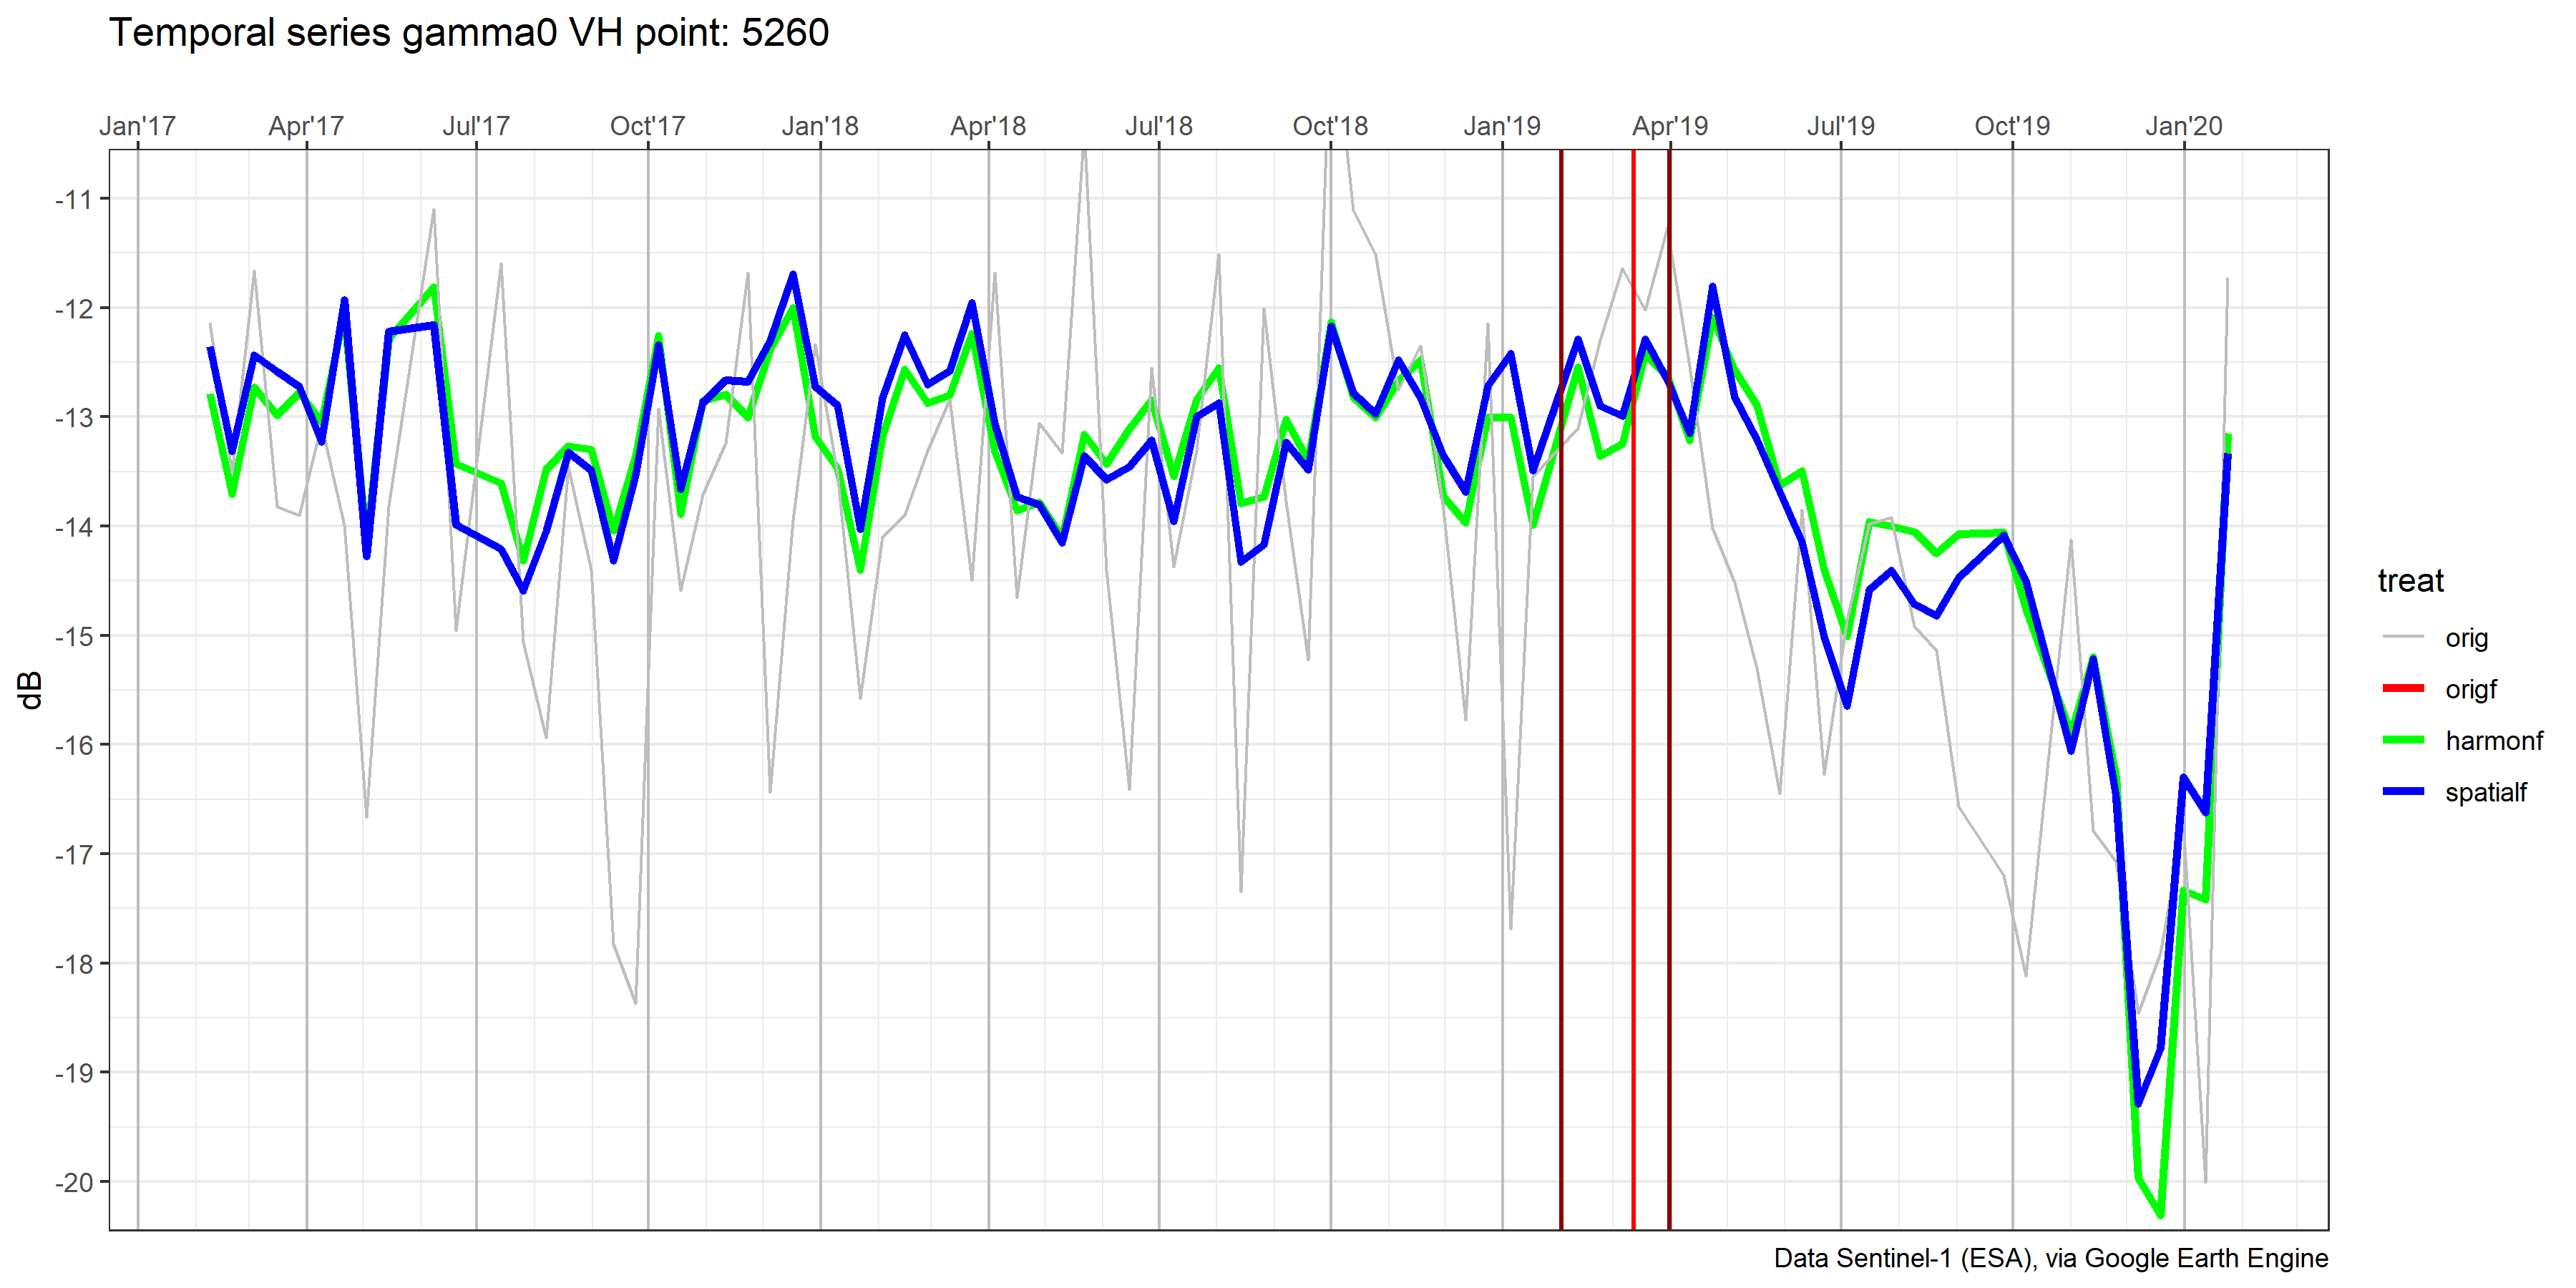 Temporal series gamma0 VH point: 5260
Jan'17 Apr'17 Jul'17 Oct'17 Jan'18 Apr'18 Jul'18 Oct'18 Jan'19 Apr'19 Jul'19 Oct'19 Jan'20
-11
-12
-13
-14
-15
-16
-17
-18
-19
-20
dB
treat
orig
origf
harmonf
spatialf
Data Sentinel-1 (ESA), via Google Earth Engine